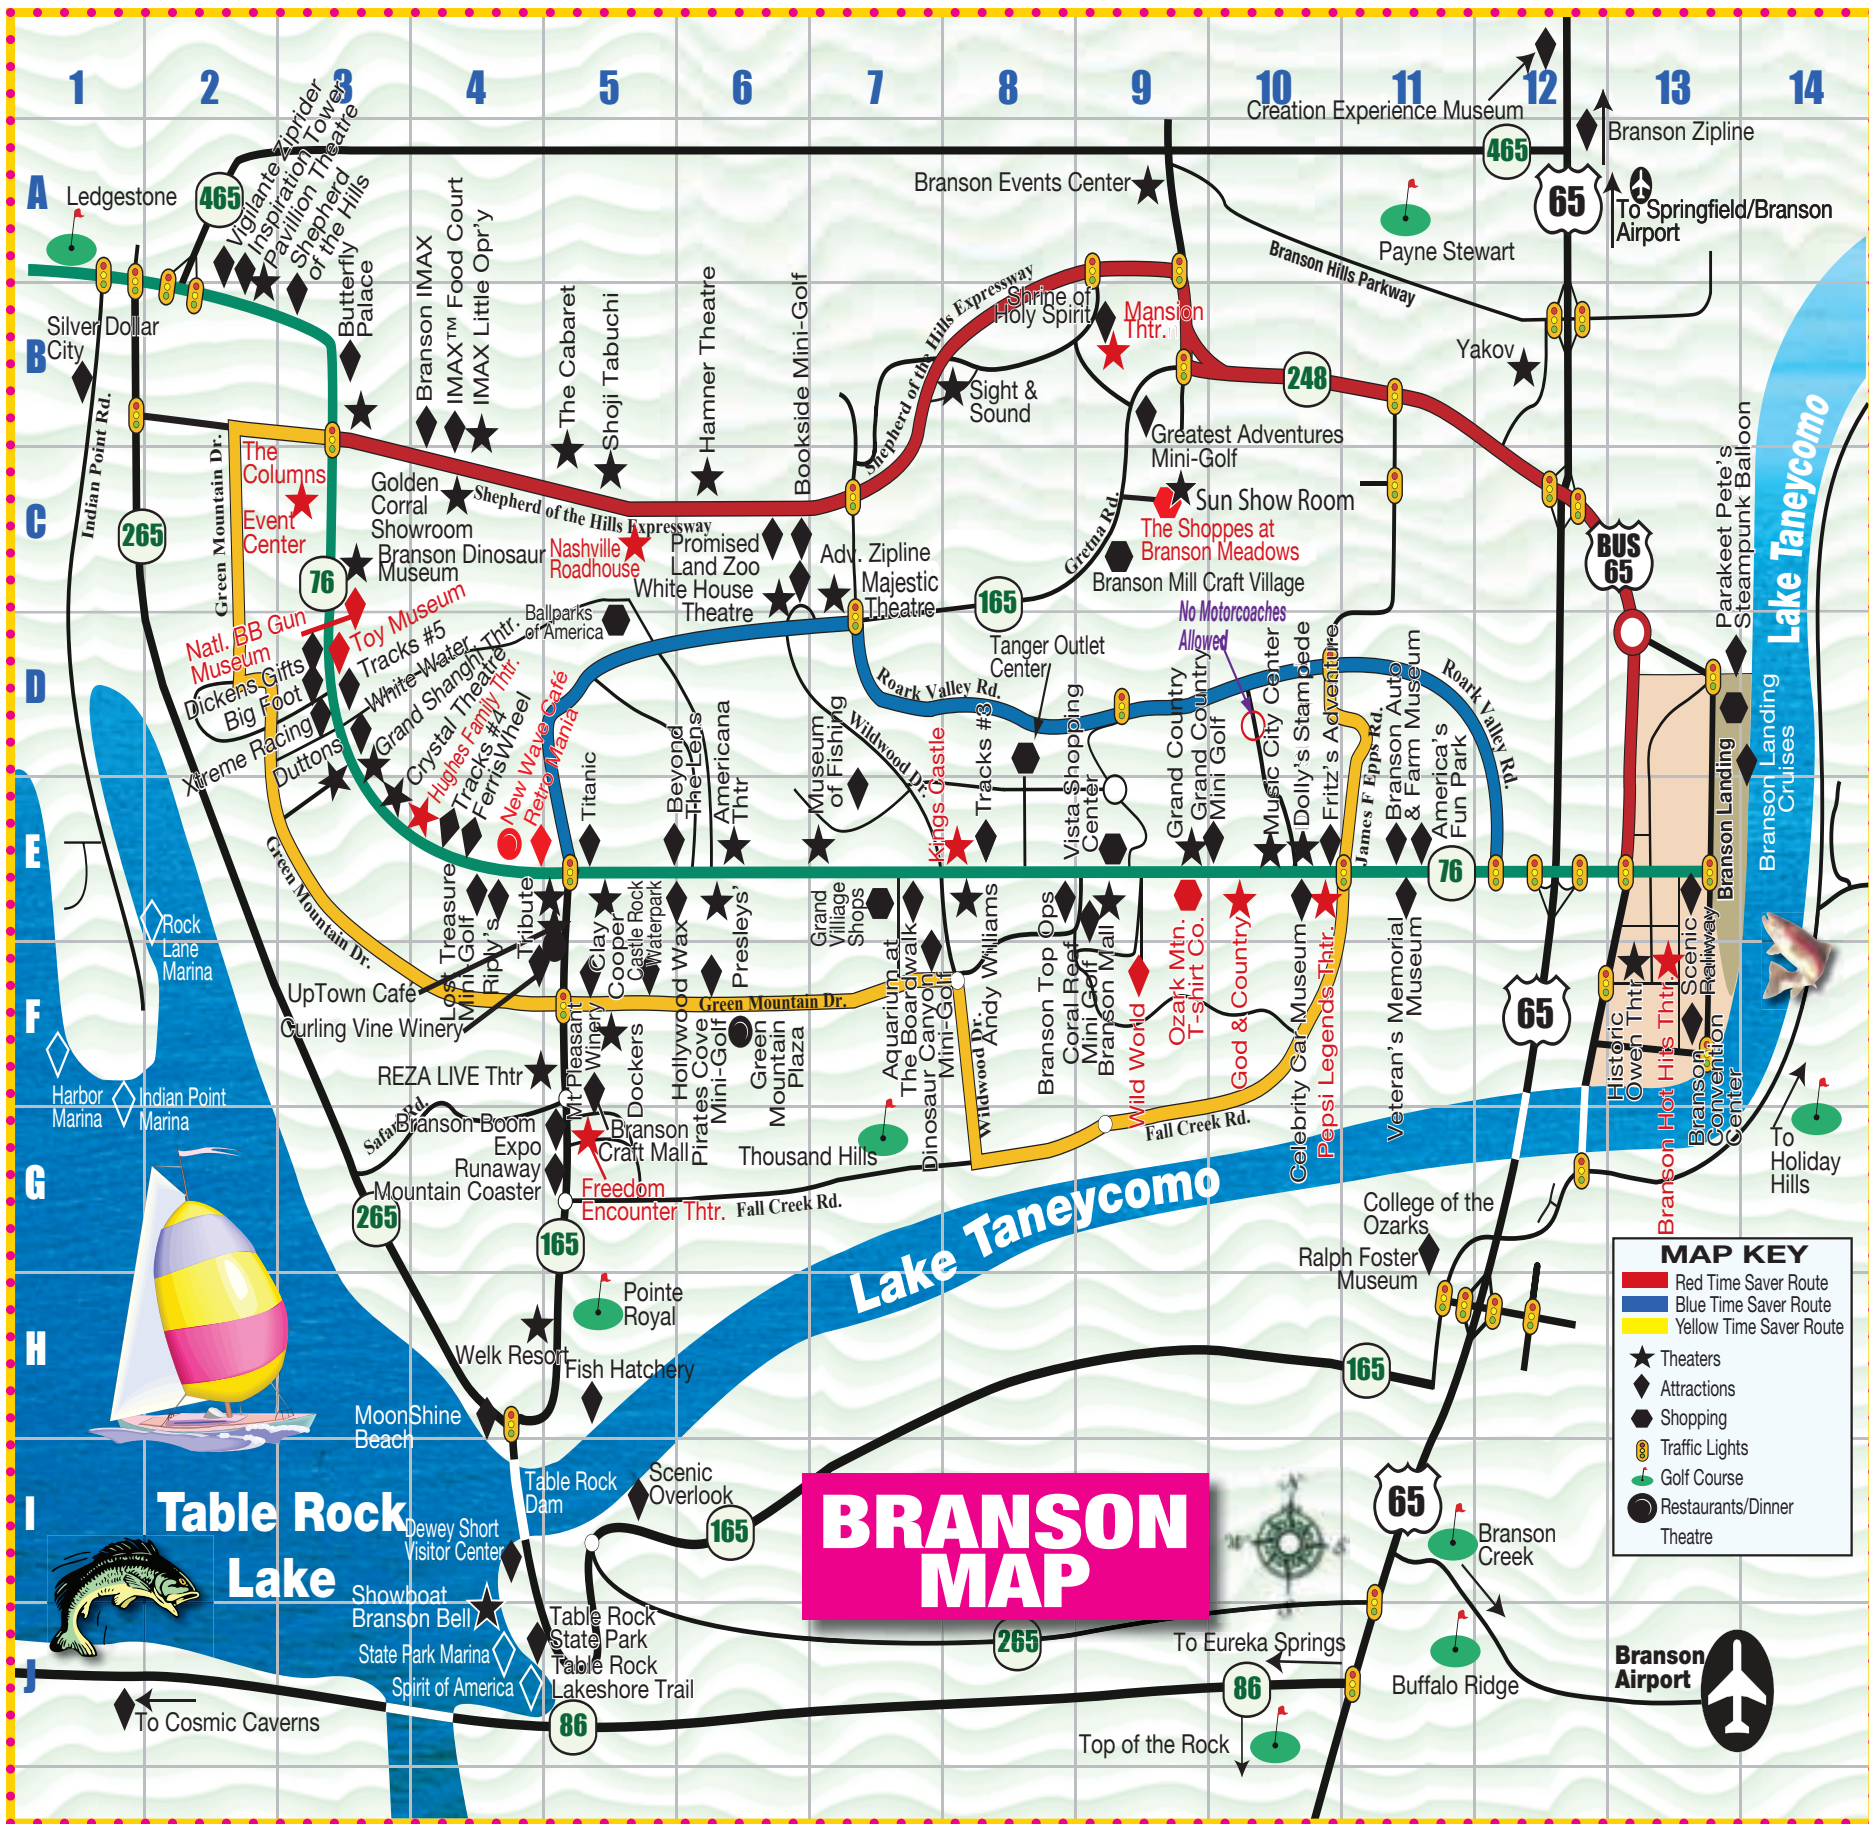 1 2 3 4 5 6 7 8 9 10 11 12 13 14
A
B
C
D
E
F
G
H
I
J
Ledgestone
465
Vigilante Ziprider
Inspiration Tower
Pavillion Theatre
Shepherd
of the Hills
Butterfly
Palace
Branson IMAX
IMAX™ Food Court
IMAX Little Opr'y
The Cabaret
Shoji Tabuchi
Hamner Theatre
Bookside Mini-Golf
Branson Events Center
Creation Experience Museum
465
Branson Zipline
65
To Springfield/Branson
Airport
Payne Stewart
Branson Hills Parkway
Silver Dollar
City
Indian Point Rd.
265
Green Mountain Dr.
The
Columns
Event
Center
76
Golden
Corral
Showroom
Branson Dinosaur
Museum
Shepherd of the Hills Expressway
Nashville
Roadhouse
Promised
Land Zoo
White House
Theatre
Adv. Zipline
Majestic
Theatre
Shepherd of the Hills Expressway
Shrine of
Holy Spirit
Mansion
Thtr.
Sight &
Sound
248
Yakov
Greatest Adventures
Mini-Golf
Sun Show Room
The Shoppes at
Branson Meadows
Gretna Rd.
Branson Mill Craft Village
165
No Motorcoaches
Allowed
BUS
65
Parakeet Pete's
Steampunk Balloon
Lake Taneycomo
Natl. BB Gun
Museum
Toy Museum
Dickens Gifts
Big Foot
Xtreme Racing
Duttons
Tracks #5
White Water
Grand Shanghi Thtr.
Crystal Theatre
Hughes Family Thtr.
Tracks #4
Ferris Wheel
New Wave Café
Retro Mania
Ballparks
of America
Titanic
Beyond
The Lens
Americana
Thtr
Museum
of Fishing
Roark Valley Rd.
Wildwood Dr.
Kings Castle
Tracks #3
Tanger Outlet
Center
Vista Shopping
Center
Grand Country
Grand Country
Mini Golf
Music City Center
Dolly's Stampede
Fritz's Adventure
James F Epps Rd.
Branson Auto
& Farm Museum
America's
Fun Park
Roark Valley Rd.
76
Branson Landing
Branson Landing
Cruises
Rock
Lane
Marina
Green Mountain Dr.
Lost Treasure
Mini Golf
Riply's
Tribute
Clay
Cooper
Castle Rock
Waterpark
Hollywood Wax
Presleys'
Grand
Village
Shops
Aquarium at
The Boardwalk
Dinosaur Canyon
Mini-Golf
Andy Williams
Branson Top Ops
Coral Reef
Mini Golf
Branson Mall
Wild World
Ozark Mtn.
T-shirt Co.
God & Country
Celebrity Car Museum
Pepsi Legends Thtr.
Veteran's Memorial
Museum
65
Historic
Owen Thtr
Branson Hot Hits Thtr.
Scenic
Railway
Branson
Convention
Center
UpTown Café
Curling Vine Winery
Green Mountain Dr.
REZA LIVE Thtr
Mt Pleasant
Winery
Dockers
Pirates Cove
Mini-Golf
Green
Mountain
Plaza
Wildwood Dr.
Harbor
Marina
Indian Point
Marina
Safari Rd.
Branson Boom
Expo
Runaway
Mountain Coaster
Branson
Craft Mall
Freedom
Encounter Thtr.
Thousand Hills
Fall Creek Rd.
Fall Creek Rd.
265
165
Lake Taneycomo
To
Holiday
Hills
College of the
Ozarks
Ralph Foster
Museum
Pointe
Royal
Welk Resort
Fish Hatchery
MoonShine
Beach
165
MAP KEY
Red Time Saver Route
Blue Time Saver Route
Yellow Time Saver Route
Theaters
Attractions
Shopping
Traffic Lights
Golf Course
Restaurants/Dinner
Theatre
Table Rock
Lake
Table Rock
Dam
Scenic
Overlook
165
BRANSON
MAP
65
Branson
Creek
Dewey Short
Visitor Center
Showboat
Branson Bell
State Park Marina
Spirit of America
Table Rock
State Park
Table Rock
Lakeshore Trail
265
To Eureka Springs
86
Buffalo Ridge
Branson
Airport
To Cosmic Caverns
86
Top of the Rock